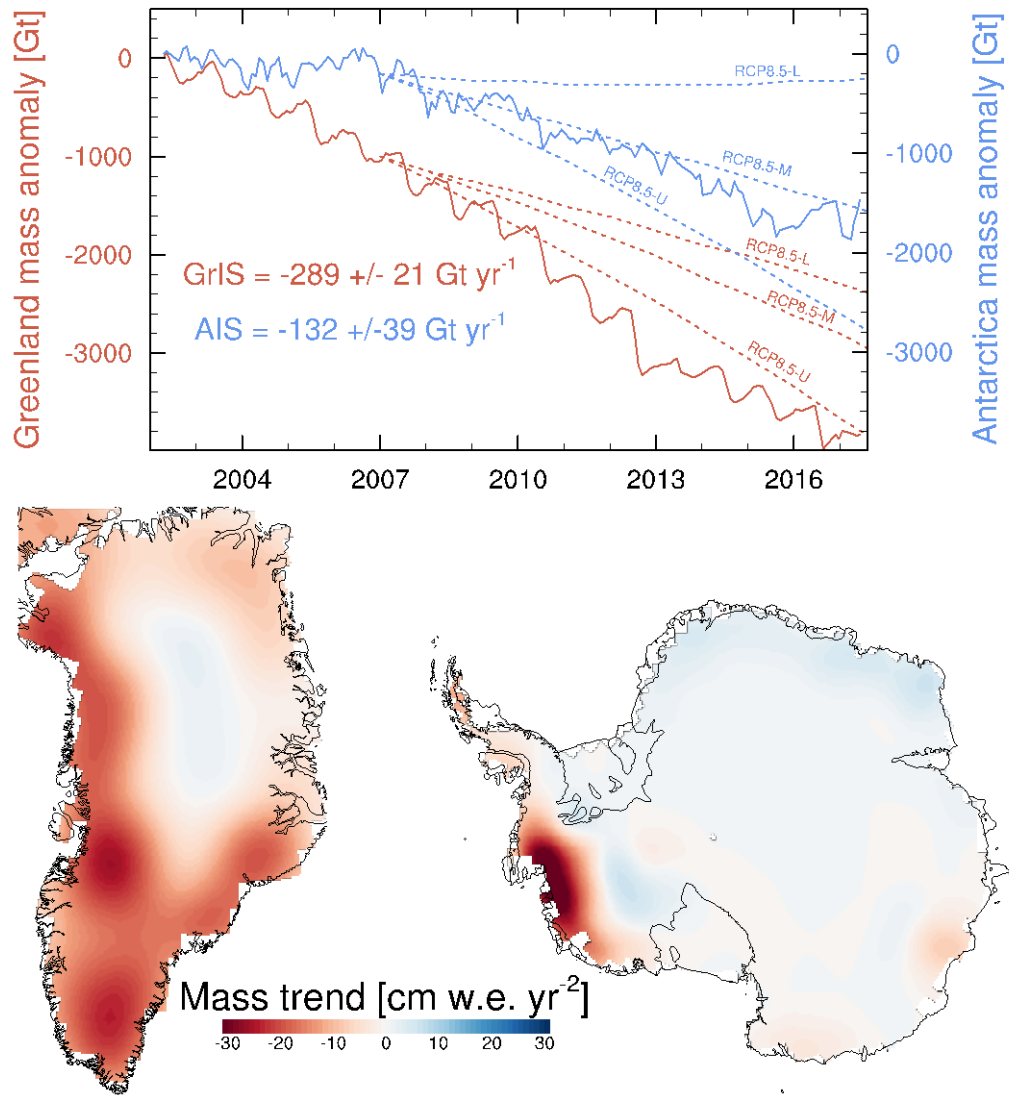 Greenland mass anomaly [Gt]
0
-1000
-2000
-3000
Antarctica mass anomaly [Gt]
0
-1000
-2000
-3000
RCP8.5-L
RCP8.5-M
RCP8.5-U
RCP8.5-L
RCP8.5-M
RCP8.5-U
GrIS = -289 +/- 21 Gt yr⁻¹
AIS = -132 +/-39 Gt yr⁻¹
2004 2007 2010 2013 2016
Mass trend [cm w.e. yr⁻²]
-30 -20 -10 0 10 20 30